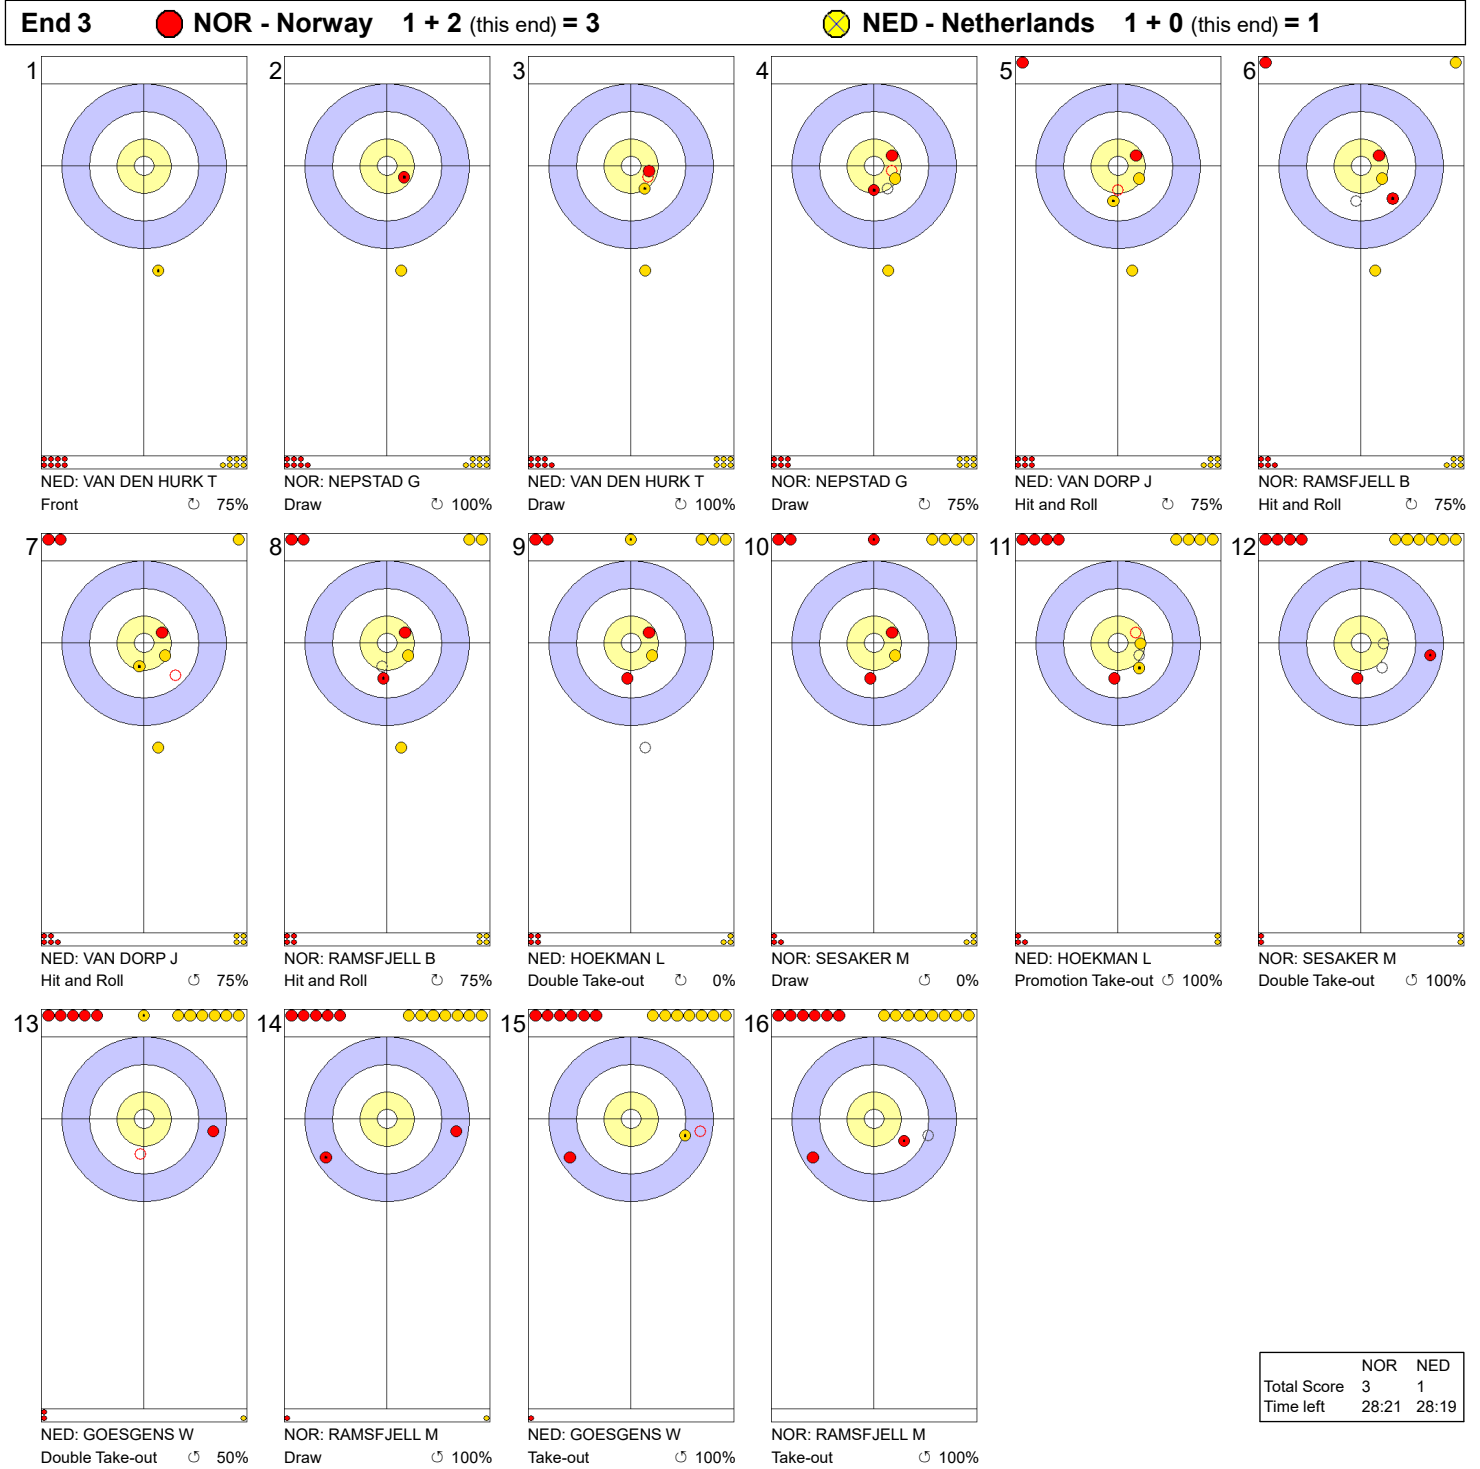 End 3 NOR - Norway 1 + 2 (this end) = 3 NED - Netherlands 1 + 0 (this end) = 1
1 2 3 4 5 6
NED: VAN DEN HURK T NOR: NEPSTAD G NED: VAN DEN HURK T NOR: NEPSTAD G NED: VAN DORP J NOR: RAMSFJELL B
Front ↻ 75% Draw ↻ 100% Draw ↻ 100% Draw ↻ 75% Hit and Roll ↻ 75% Hit and Roll ↻ 75%
7 8 9 10 11 12
NED: VAN DORP J NOR: RAMSFJELL B NED: HOEKMAN L NOR: SESAKER M NED: HOEKMAN L NOR: SESAKER M
Hit and Roll ↺ 75% Hit and Roll ↺ 75% Double Take-out ↻ 0% Draw ↺ 0% Promotion Take-out ↺ 100% Double Take-out ↺ 100%
13 14 15 16
NED: GOESGENS W NOR: RAMSFJELL M NED: GOESGENS W NOR: RAMSFJELL M
Double Take-out ↺ 50% Draw ↺ 100% Take-out ↺ 100% Take-out ↺ 100%
NOR NED
Total Score 3 1
Time left 28:21 28:19